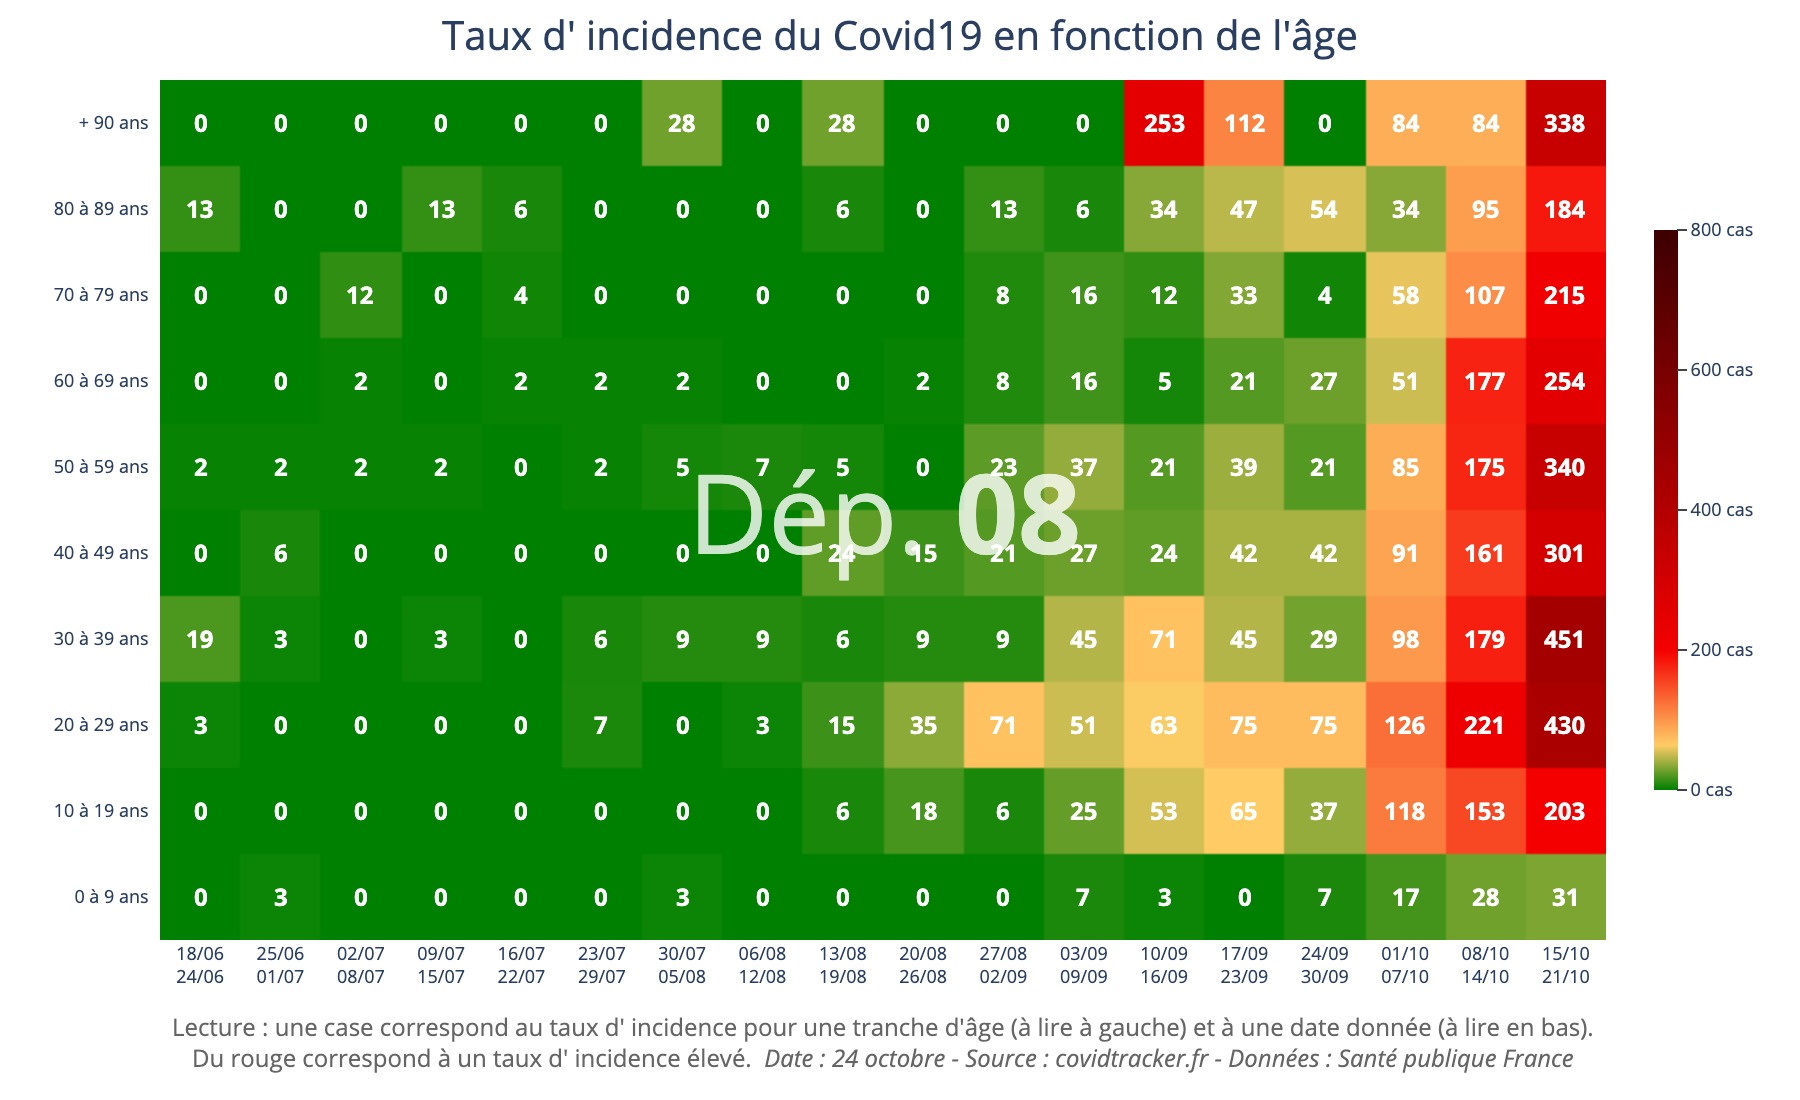 Taux d' incidence du Covid19 en fonction de l'âge
+ 90 ans 0 0 0 0 0 0 28 0 28 0 0 0 253 112 0 84 84 338
80 à 89 ans 13 0 0 13 6 0 0 0 6 0 13 6 34 47 54 34 95 184
70 à 79 ans 0 0 12 0 4 0 0 0 0 0 8 16 12 33 4 58 107 215
60 à 69 ans 0 0 2 0 2 2 2 0 0 2 8 16 5 21 27 51 177 254
50 à 59 ans 2 2 2 2 0 2 5 7 5 0 23 37 21 39 21 85 175 340
Dép. 08
40 à 49 ans 0 6 0 0 0 0 0 0 24 15 21 27 24 42 42 91 161 301
30 à 39 ans 19 3 0 3 0 6 9 9 6 9 9 45 71 45 29 98 179 451
20 à 29 ans 3 0 0 0 0 7 0 3 15 35 71 51 63 75 75 126 221 430
10 à 19 ans 0 0 0 0 0 0 0 0 6 18 6 25 53 65 37 118 153 203
0 à 9 ans 0 3 0 0 0 0 3 0 0 0 0 7 3 0 7 17 28 31
18/06 25/06 02/07 09/07 16/07 23/07 30/07 06/08 13/08 20/08 27/08 03/09 10/09 17/09 24/09 01/10 08/10 15/10
24/06 01/07 08/07 15/07 22/07 29/07 05/08 12/08 19/08 26/08 02/09 09/09 16/09 23/09 30/09 07/10 14/10 21/10
800 cas
600 cas
400 cas
200 cas
0 cas
Lecture : une case correspond au taux d' incidence pour une tranche d'âge (à lire à gauche) et à une date donnée (à lire en bas).
Du rouge correspond à un taux d' incidence élevé. Date : 24 octobre - Source : covidtracker.fr - Données : Santé publique France